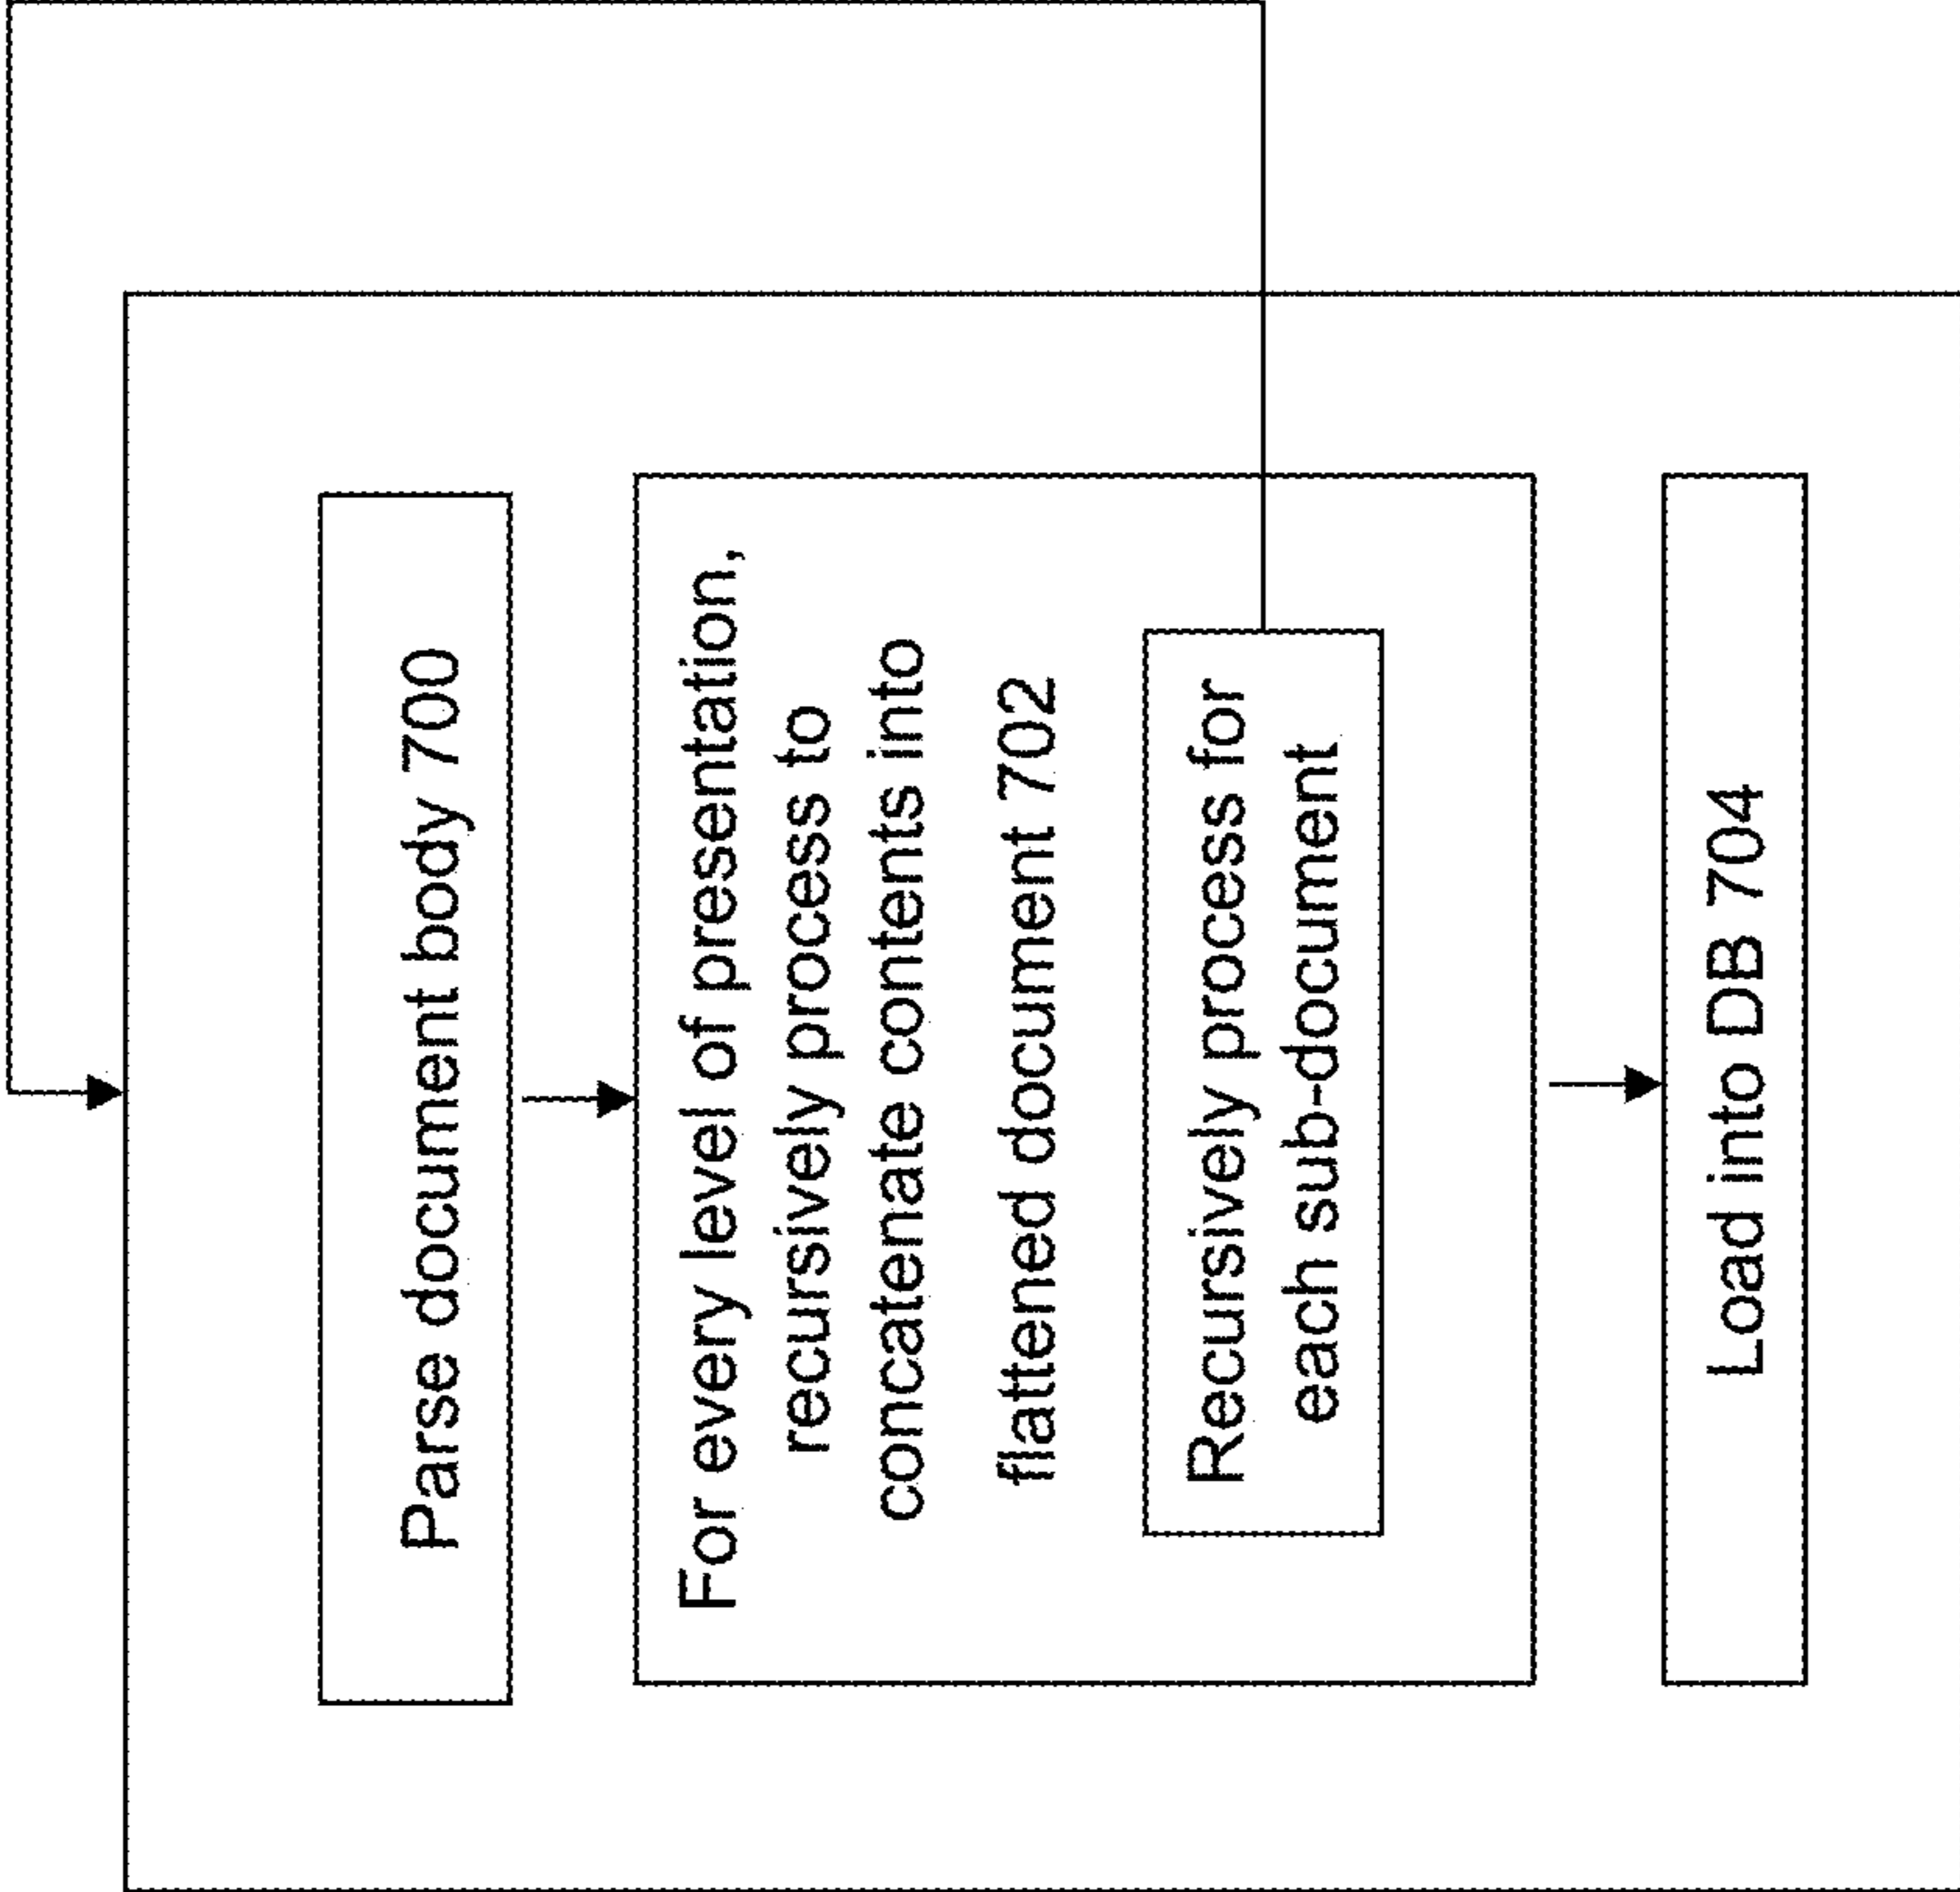 Parse document body 700
For every level of presentation,
recursively process to
concatenate contents into
flattened document 702
Recursively process for
each sub-document
Load into DB 704